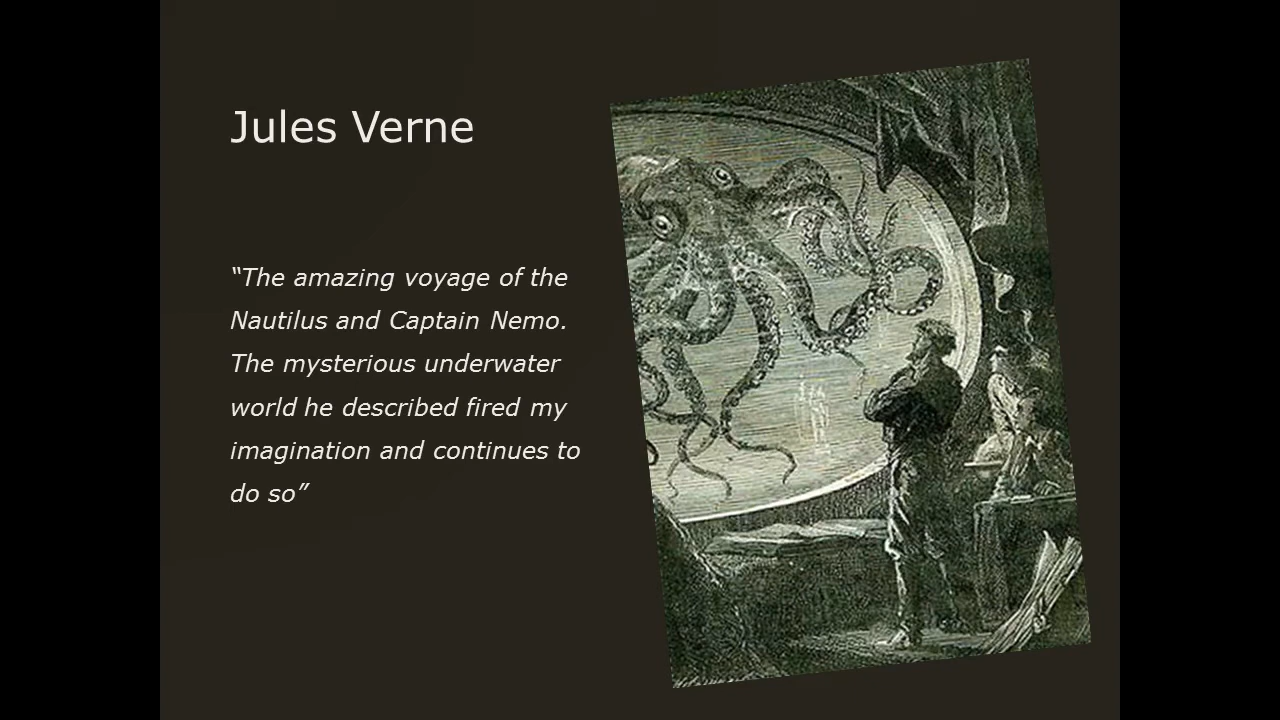 Jules Verne
“The amazing voyage of the
Nautilus and Captain Nemo.
The mysterious underwater
world he described fired my
imagination and continues to
do so”